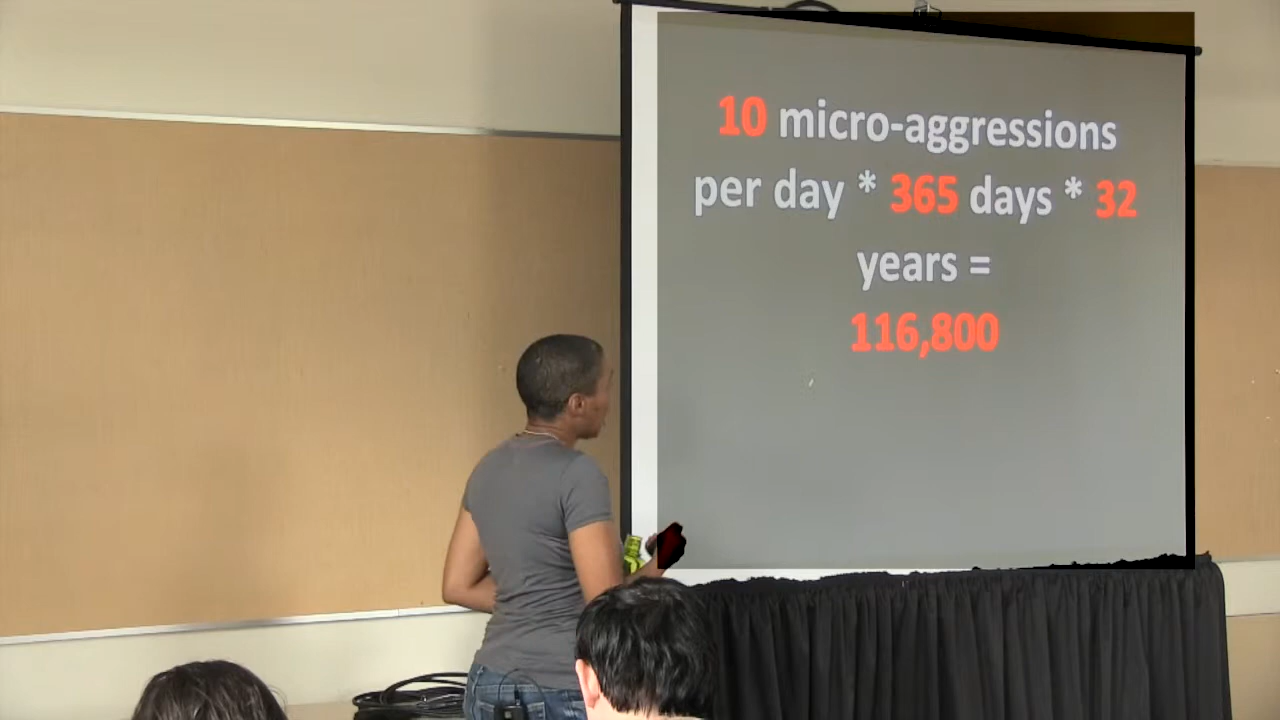 10 micro-aggressions
per day * 365 days * 32
years =
116,800